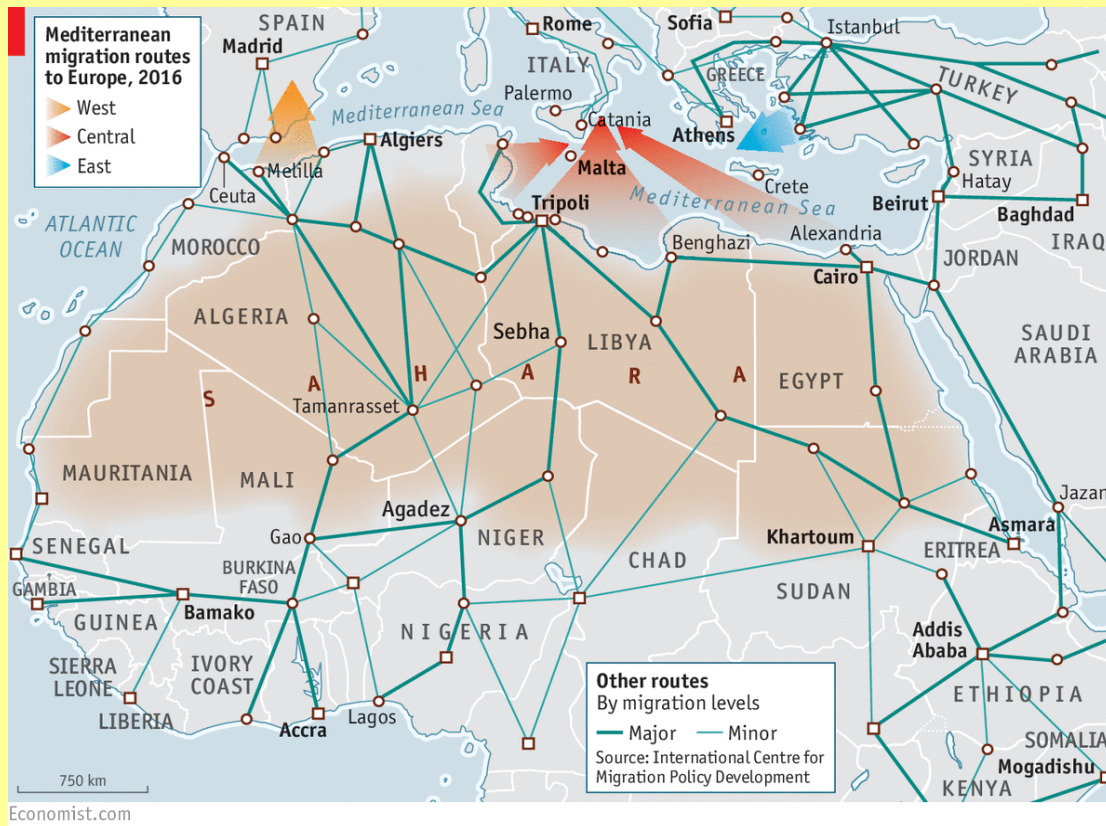 Mediterranean
migration routes
to Europe, 2016
West
Central
East
SPAIN
Madrid
Rome
ITALY
Palermo
Catania
Malta
Sofia
Istanbul
GREECE
Athens
TURKEY
Mediterranean Sea
Algiers
Melilla
Ceuta
Crete
Mediterranean Sea
SYRIA
Hatay
Beirut
Baghdad
IRAQ
ATLANTIC
OCEAN
MOROCCO
Tripoli
Benghazi
Alexandria
Cairo
JORDAN
ALGERIA
Sebha
LIBYA
EGYPT
SAUDI
ARABIA
S A H A R A
Tamanrasset
MAURITANIA
MALI
Agadez
Gao
NIGER
CHAD
Khartoum
SUDAN
Jazan
Asmara
ERITREA
SENEGAL
GAMBIA
BURKINA
FASO
Bamako
GUINEA
SIERRA
LEONE
LIBERIA
IVORY
COAST
Accra
Lagos
NIGERIA
Addis
Ababa
ETHIOPIA
SOMALIA
Mogadishu
KENYA
Other routes
By migration levels
Major Minor
Source: International Centre for
Migration Policy Development
750 km
Economist.com